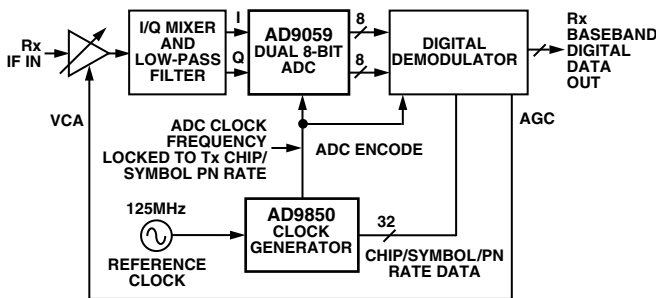 Rx
IF IN
VCA
I/Q MIXER
AND
LOW-PASS
FILTER
I
Q
AD9059
DUAL 8-BIT
ADC
8
8
DIGITAL
DEMODULATOR
Rx
BASEBAND
DIGITAL
DATA
OUT
AGC
ADC CLOCK
FREQUENCY
LOCKED TO Tx CHIP/
SYMBOL PN RATE
ADC ENCODE
125MHz
REFERENCE
CLOCK
AD9850
CLOCK
GENERATOR
32
CHIP/SYMBOL/PN
RATE DATA